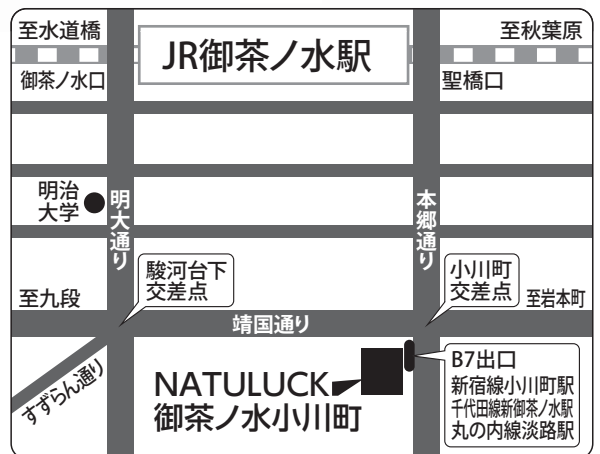 至水道橋
至秋葉原
JR御茶ノ水駅
御茶ノ水口
聖橋口
明治
大学
明大通り
本郷通り
駿河台下
交差点
小川町
交差点
至九段
至岩本町
靖国通り
すずらん通り
NATULUCK
御茶ノ水小川町
B7出口
新宿線小川町駅
千代田線新御茶ノ水駅
丸の内線淡路駅